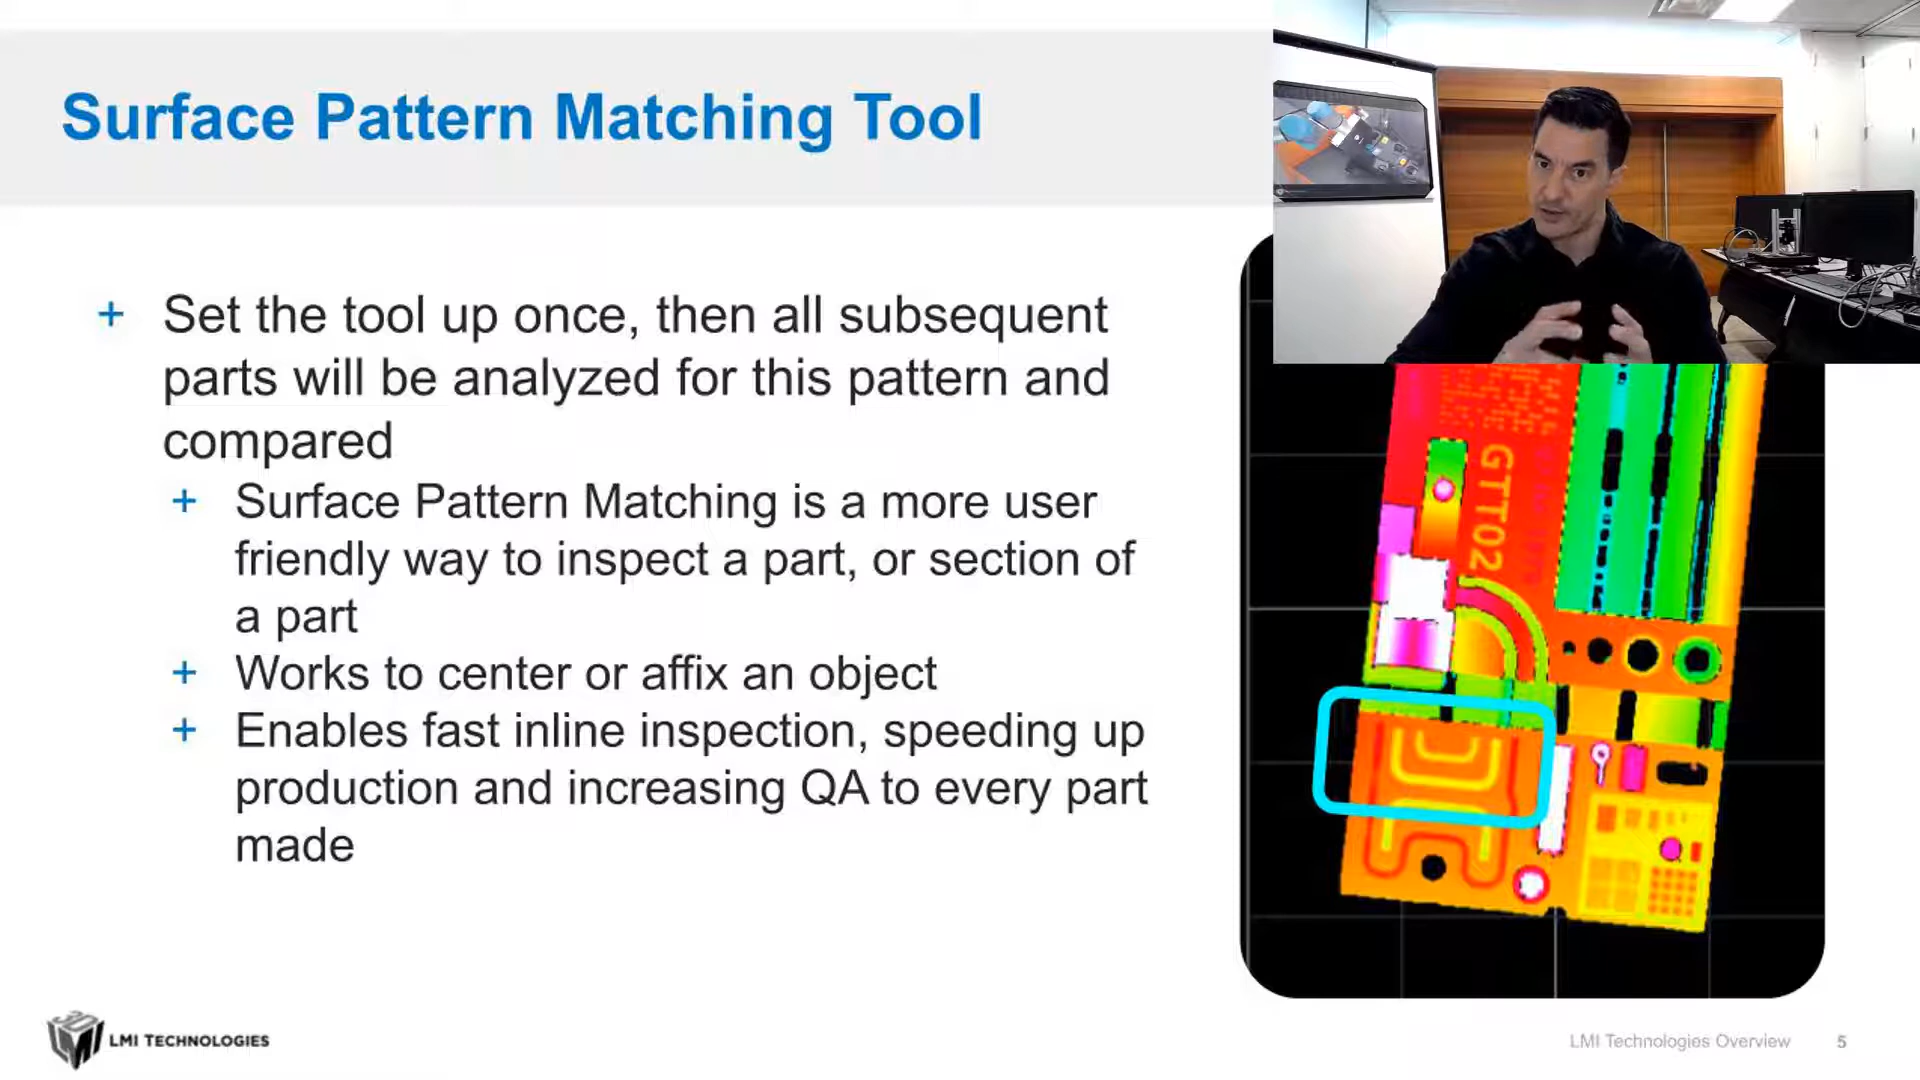 Surface Pattern Matching Tool
+ Set the tool up once, then all subsequent
parts will be analyzed for this pattern and
compared
+ Surface Pattern Matching is a more user
friendly way to inspect a part, or section of
a part
+ Works to center or affix an object
+ Enables fast inline inspection, speeding up
production and increasing QA to every part
made
GTT02
LMI TECHNOLOGIES
LMI Technologies Overview 5